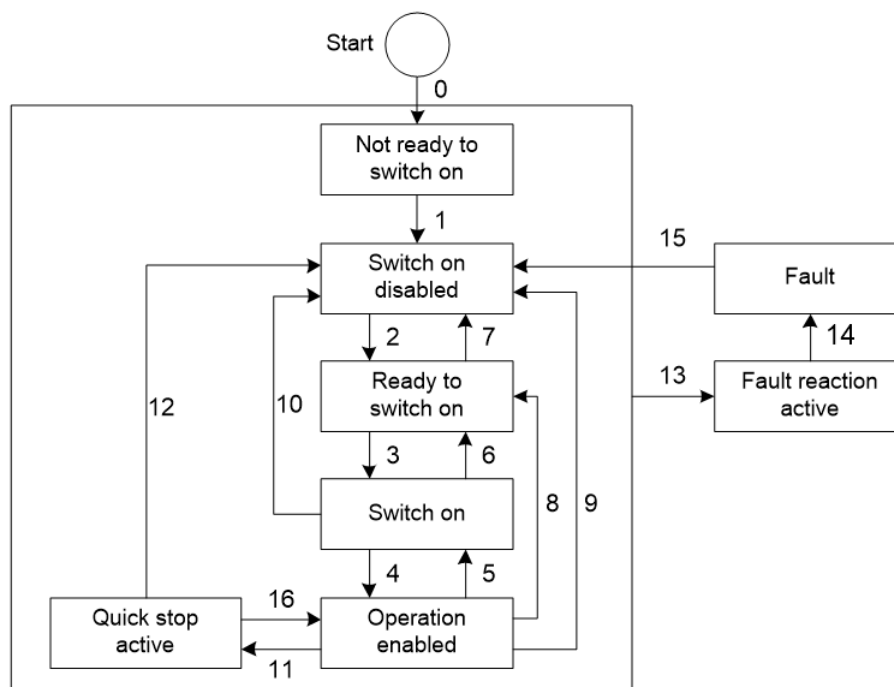 Start
0
Not ready to
switch on
1
15
Switch on
disabled
Fault
2
7
14
12
10
Ready to
switch on
13
Fault reaction
active
3
6
8
9
Switch on
4
5
Quick stop
active
16
11
Operation
enabled